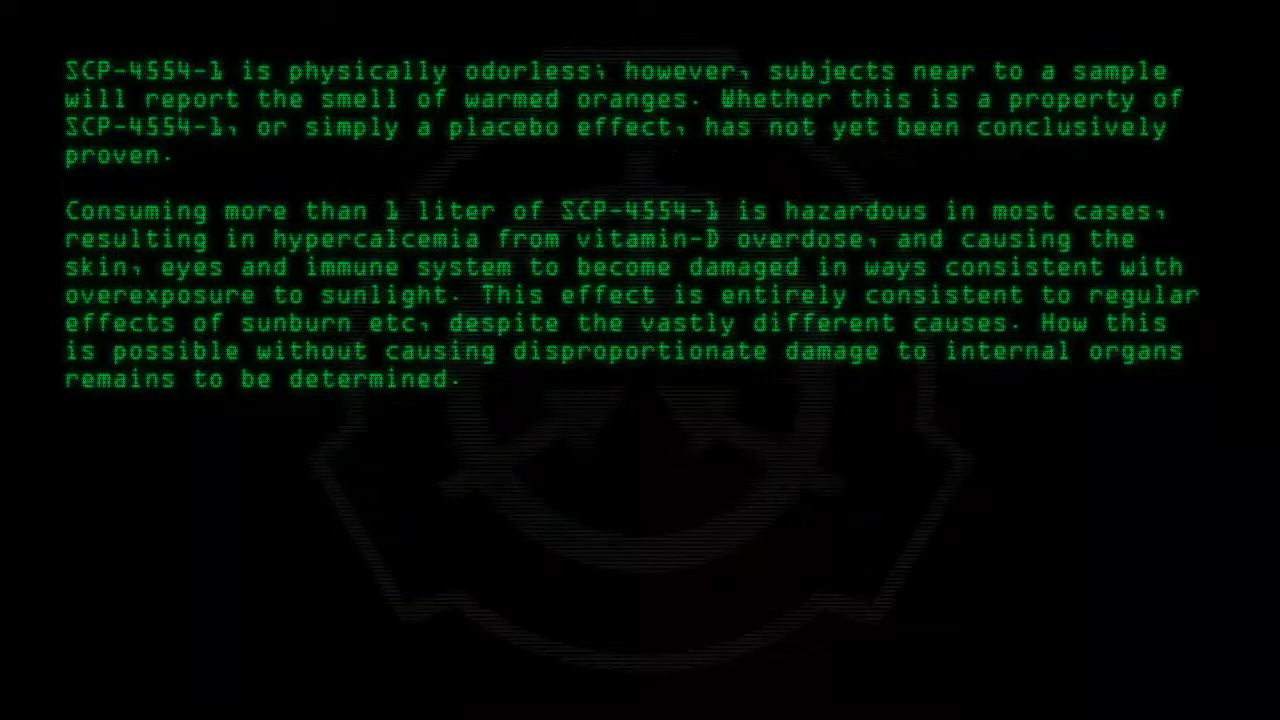 SCP-4554-1 is physically odorless; however, subjects near to a sample
will report the smell of warmed oranges. Whether this is a property of
SCP-4554-1, or simply a placebo effect, has not yet been conclusively
proven.
Consuming more than 1 liter of SCP-4554-1 is hazardous in most cases,
resulting in hypercalcemia from vitamin-D overdose, and causing the
skin, eyes and immune system to become damaged in ways consistent with
overexposure to sunlight. This effect is entirely consistent to regular
effects of sunburn etc, despite the vastly different causes. How this
is possible without causing disproportionate damage to internal organs
remains to be determined.